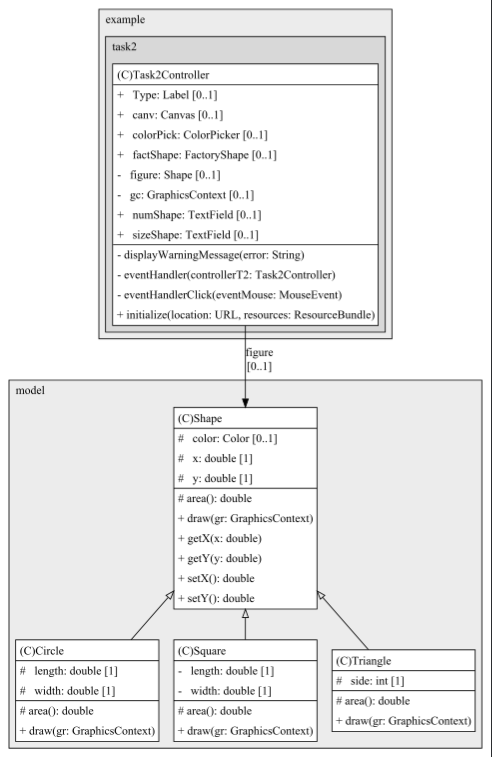 example
task2
(C)Task2Controller
+ Type: Label [0..1]
+ canv: Canvas [0..1]
+ colorPick: ColorPicker [0..1]
+ factShape: FactoryShape [0..1]
- figure: Shape [0..1]
- gc: GraphicsContext [0..1]
+ numShape: TextField [0..1]
+ sizeShape: TextField [0..1]
- displayWarningMessage(error: String)
- eventHandler(controllerT2: Task2Controller)
- eventHandlerClick(eventMouse: MouseEvent)
+ initialize(location: URL, resources: ResourceBundle)
figure
[0..1]
model
(C)Shape
# color: Color [0..1]
# x: double [1]
# y: double [1]
# area(): double
+ draw(gr: GraphicsContext)
+ getX(x: double)
+ getY(y: double)
+ setX(): double
+ setY(): double
(C)Circle
# length: double [1]
# width: double [1]
# area(): double
+ draw(gr: GraphicsContext)
(C)Square
- length: double [1]
- width: double [1]
# area(): double
+ draw(gr: GraphicsContext)
(C)Triangle
# side: int [1]
# area(): double
+ draw(gr: GraphicsContext)